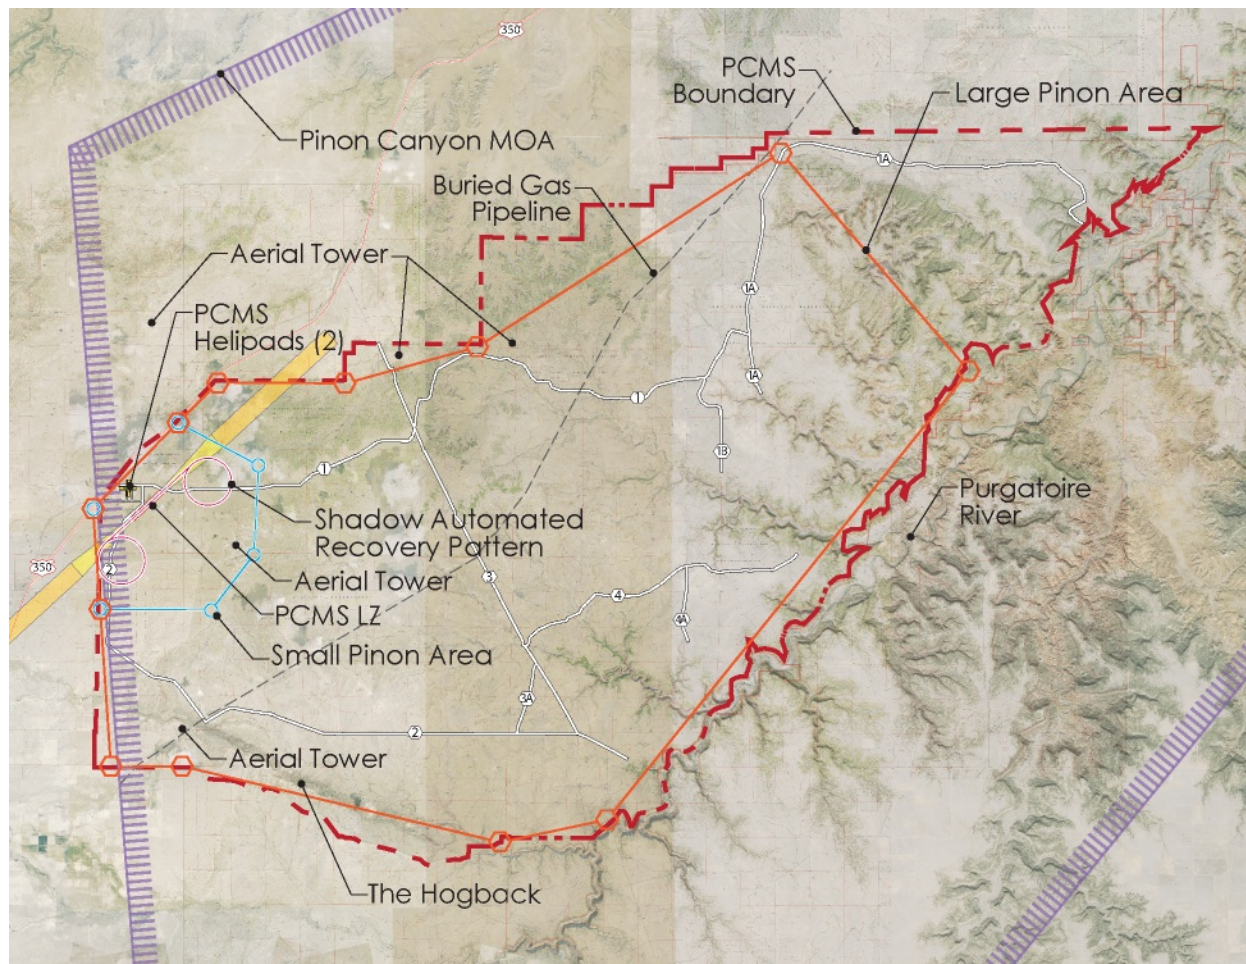 350
PCMS
Boundary
Large Pinon Area
Pinon Canyon MOA
1A
Buried Gas
Pipeline
Aerial Tower
1A
PCMS
Helipads (2)
1A
1
1B
1
Purgatoire
River
Shadow Automated
Recovery Pattern
350
2
Aerial Tower
3
4
PCMS LZ
4A
Small Pinon Area
3A
2
Aerial Tower
The Hogback